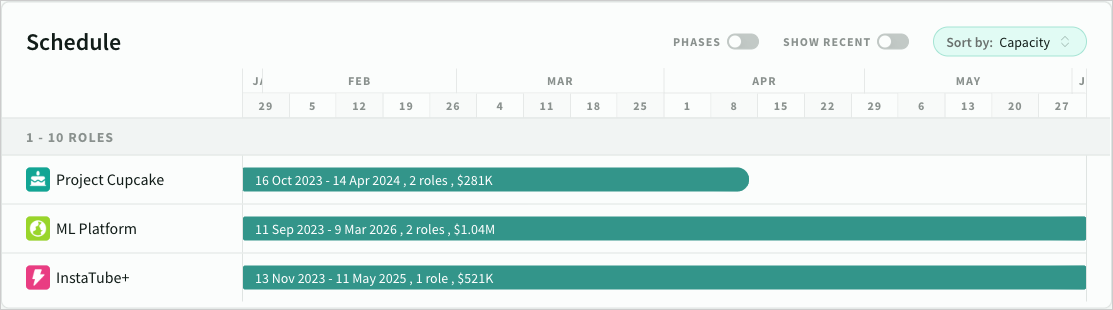 Schedule
PHASES SHOW RECENT Sort by: Capacity
JA FEB MAR APR MAY J
29 5 12 19 26 4 11 18 25 1 8 15 22 29 6 13 20 27
1 - 10 ROLES
Project Cupcake 16 Oct 2023 - 14 Apr 2024 , 2 roles , $281K
ML Platform 11 Sep 2023 - 9 Mar 2026 , 2 roles , $1.04M
InstaTube+ 13 Nov 2023 - 11 May 2025 , 1 role , $521K